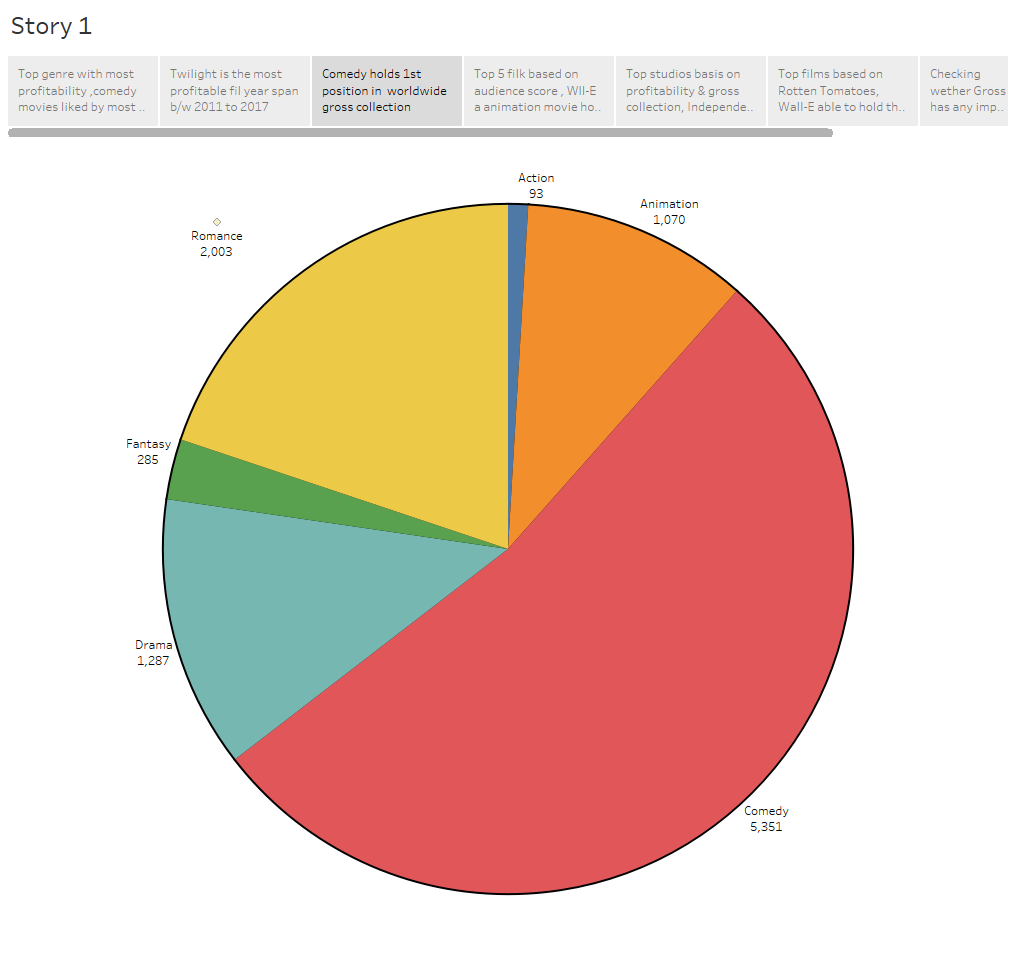 Story 1
Top genre with most
profitability ,comedy
movies liked by most ..
Twilight is the most
profitable fil year span
b/w 2011 to 2017
Comedy holds 1st
position in  worldwide
gross collection
Top 5 filk based on
audience score , WII-E
a animation movie ho..
Top studios basis on
profitability & gross
collection, Independe..
Top films based on
Rotten Tomatoes,
Wall-E able to hold th..
Checking
wether Gross
has any imp..
Action
93
Animation
1,070
Romance
2,003
Fantasy
285
Drama
1,287
Comedy
5,351